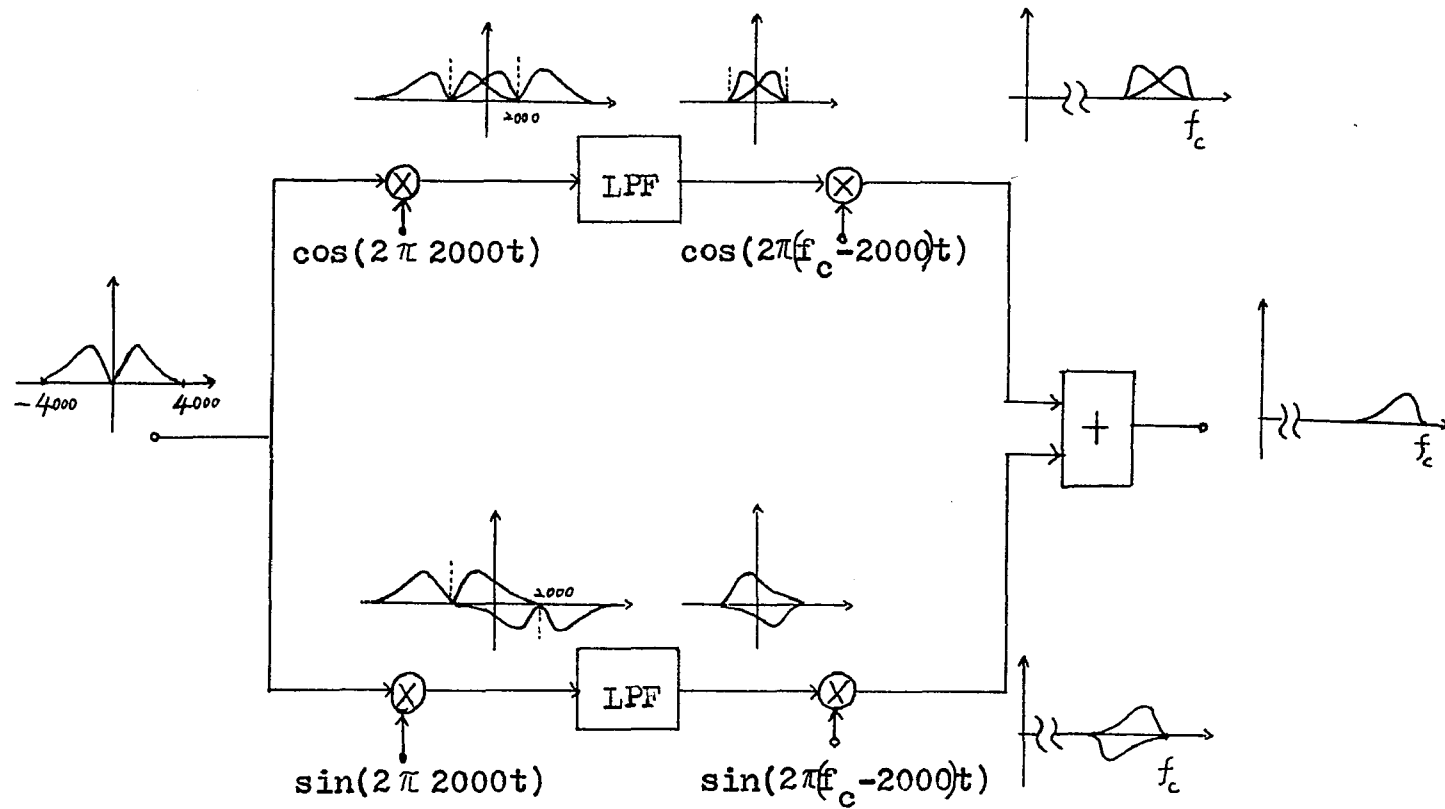 2000
f_c
LPF
LPF
cos(2π 2000t)
cos(2π(f_c-2000)t)
-4000
4000
+
f_c
2000
LPF
f_c
sin(2π 2000t)
sin(2π(f_c-2000)t)